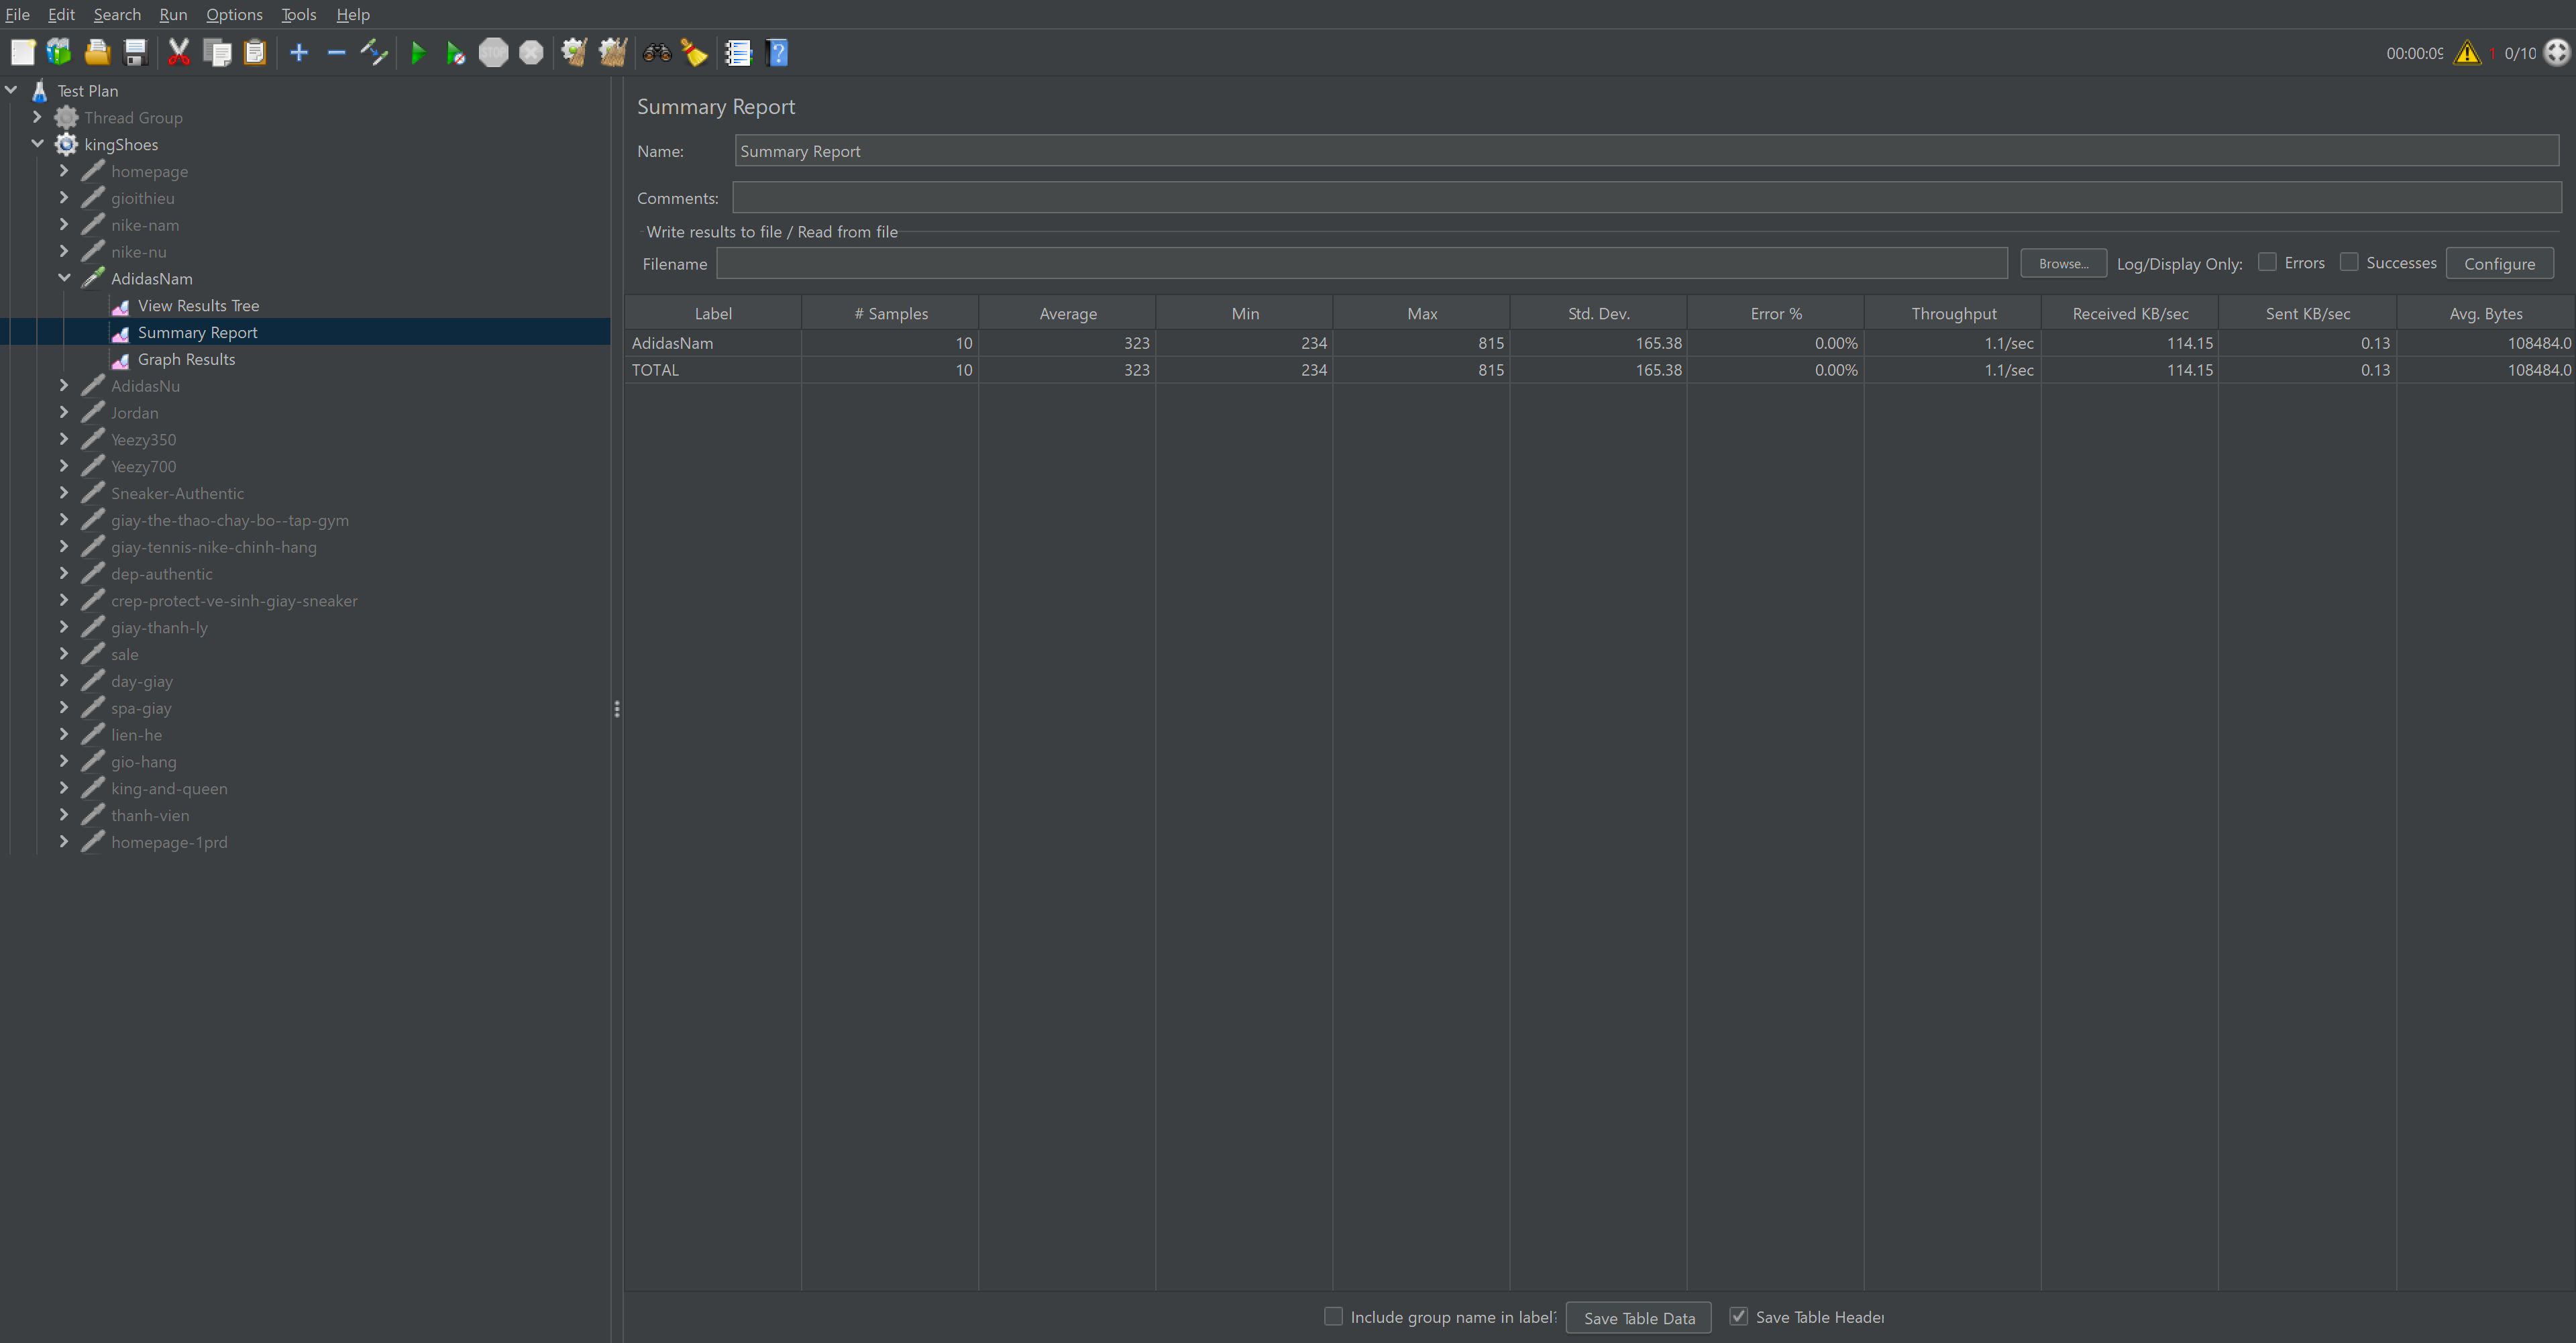 File Edit Search Run Options Tools Help
00:00:09 1 0/10
Test Plan
Thread Group
kingShoes
homepage
gioithieu
nike-nam
nike-nu
AdidasNam
View Results Tree
Summary Report
Graph Results
AdidasNu
Jordan
Yeezy350
Yeezy700
Sneaker-Authentic
giay-the-thao-chay-bo--tap-gym
giay-tennis-nike-chinh-hang
dep-authentic
crep-protect-ve-sinh-giay-sneaker
giay-thanh-ly
sale
day-giay
spa-giay
lien-he
gio-hang
king-and-queen
thanh-vien
homepage-1prd
Summary Report
Name: Summary Report
Comments:
Write results to file / Read from file
Filename Browse... Log/Display Only: Errors Successes Configure
Label # Samples Average Min Max Std. Dev. Error % Throughput Received KB/sec Sent KB/sec Avg. Bytes
AdidasNam 10 323 234 815 165.38 0.00% 1.1/sec 114.15 0.13 108484.0
TOTAL 10 323 234 815 165.38 0.00% 1.1/sec 114.15 0.13 108484.0
Include group name in label? Save Table Data Save Table Header